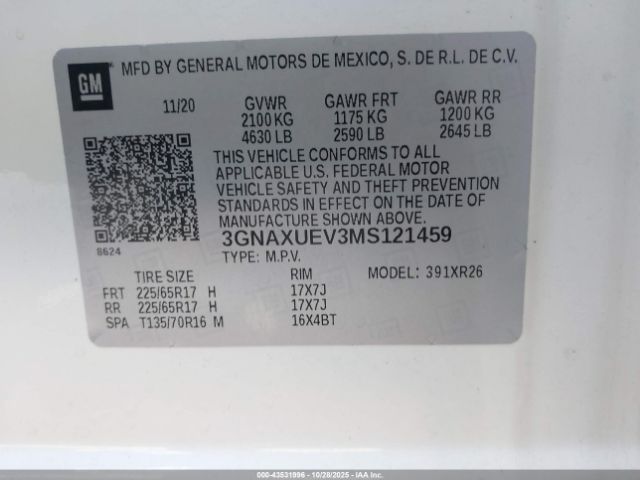 GM
MFD BY GENERAL MOTORS DE MEXICO, S. DE R.L. DE C.V.
11/20 GVWR GAWR FRT GAWR RR
2100 KG 1175 KG 1200 KG
4630 LB 2590 LB 2645 LB
THIS VEHICLE CONFORMS TO ALL
APPLICABLE U.S. FEDERAL MOTOR
VEHICLE SAFETY AND THEFT PREVENTION
STANDARDS IN EFFECT ON THE DATE OF
MANUFACTURE SHOWN ABOVE.
3GNAXUEV3MS121459
8624 TYPE: M.P.V.
TIRE SIZE RIM MODEL: 391XR26
FRT 225/65R17 H 17X7J
RR 225/65R17 H 17X7J
SPA T135/70R16 M 16X4BT
000-43531996 | 10/28/2025 | IAAI.COM